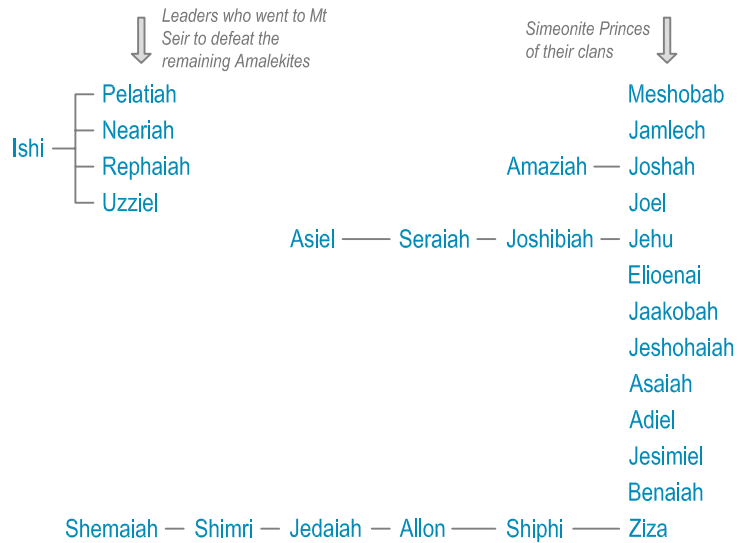 Leaders who went to Mt
Seir to defeat the
remaining Amalekites
Simeonite Princes
of their clans
Pelatiah
Meshobab
Neariah
Jamlech
Ishi
Rephaiah
Amaziah
Joshah
Uzziel
Joel
Asiel
Seraiah
Joshibiah
Jehu
Elioenai
Jaakobah
Jeshohaiah
Asaiah
Adiel
Jesimiel
Benaiah
Shemaiah
Shimri
Jedaiah
Allon
Shiphi
Ziza